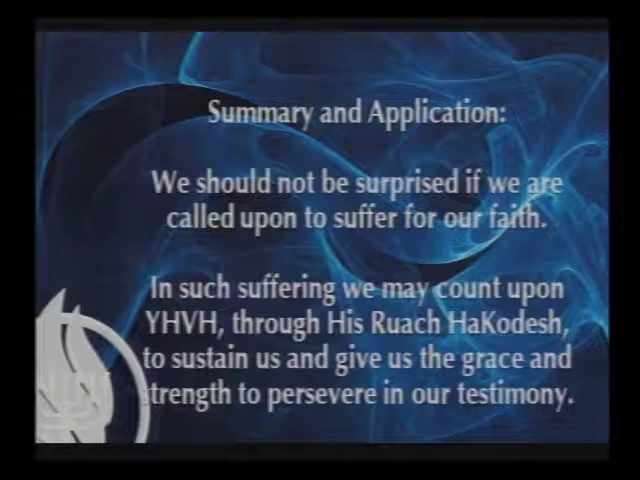 Summary and Application:
We should not be surprised if we are
called upon to suffer for our faith.
In such suffering we may count upon
YHVH, through His Ruach HaKodesh,
to sustain us and give us the grace and
strength to persevere in our testimony.